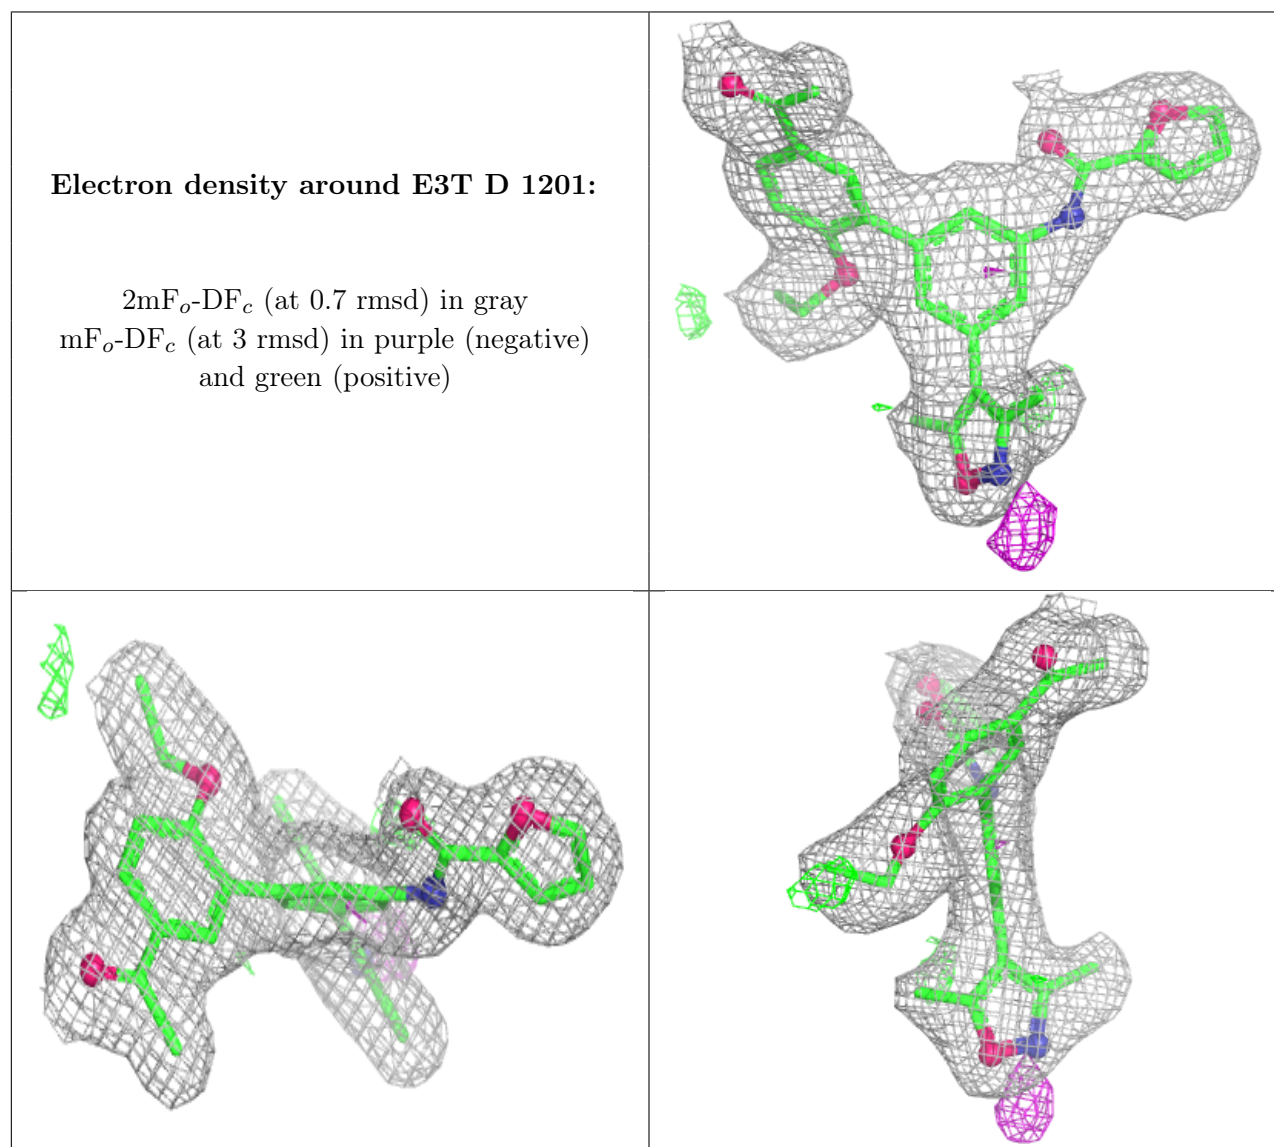 Electron density around E3T D 1201:
2mFo-DFc (at 0.7 rmsd) in gray
mFo-DFc (at 3 rmsd) in purple (negative)
and green (positive)